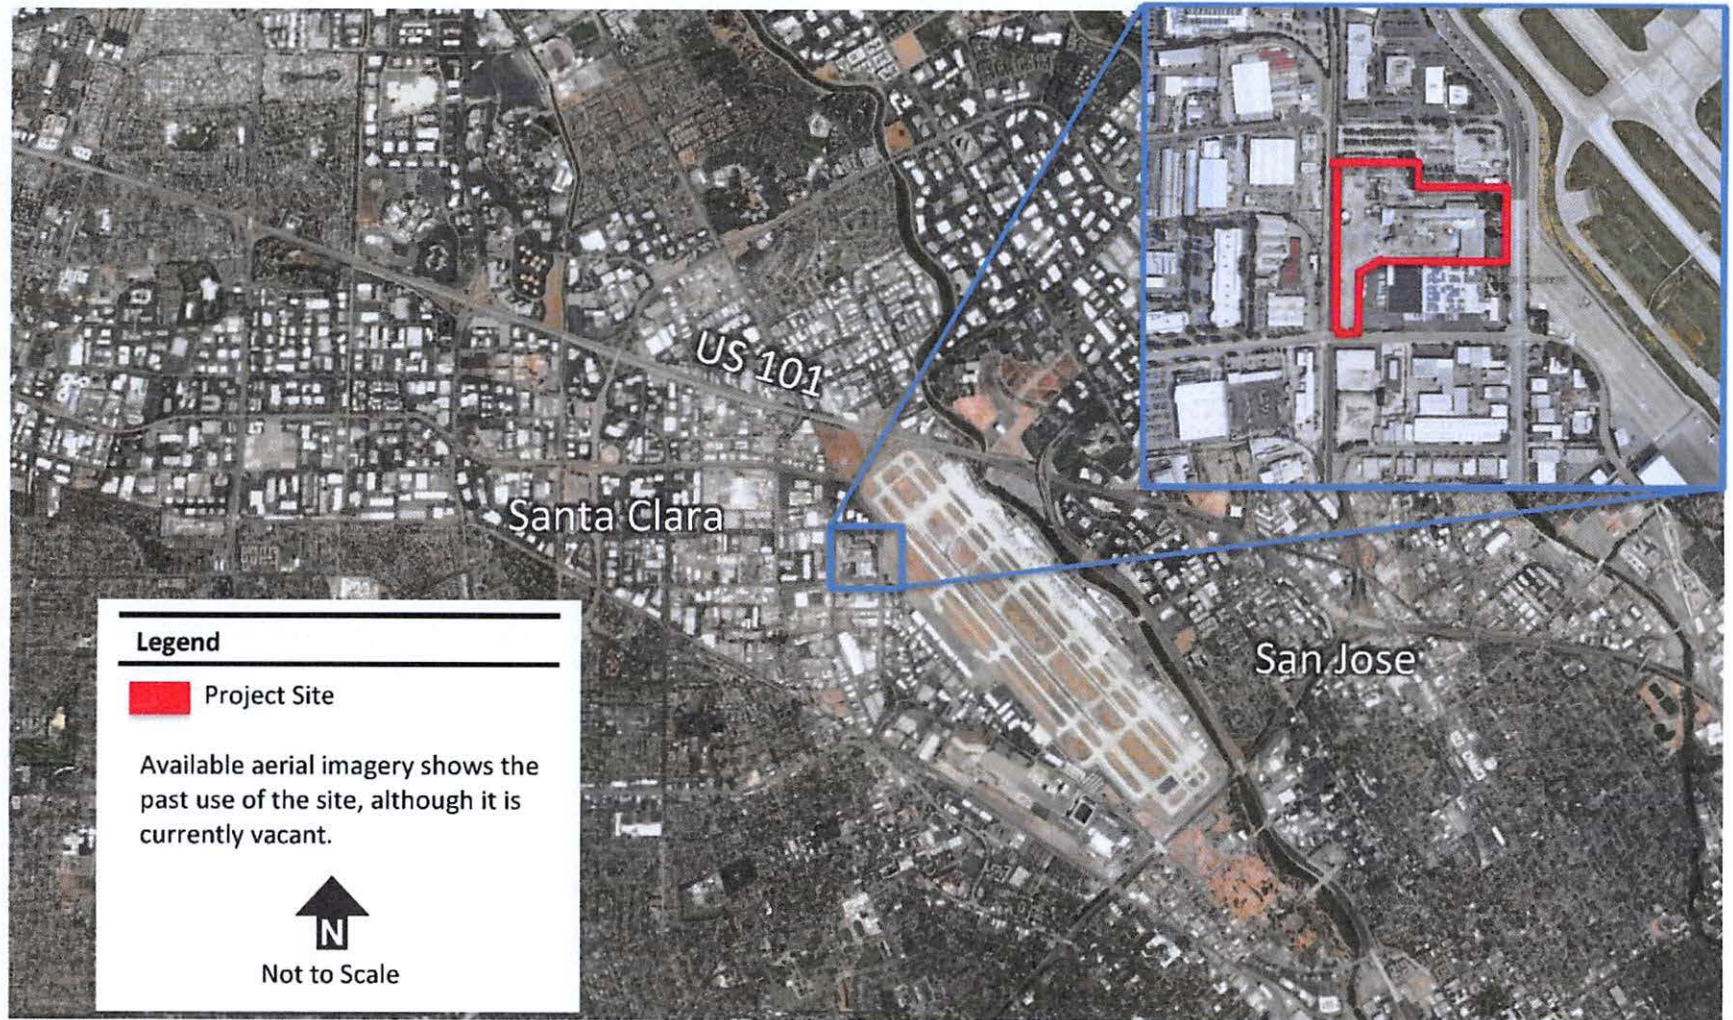 US 101
Santa Clara
San Jose
Legend
Project Site
Available aerial imagery shows the
past use of the site, although it is
currently vacant.
N
Not to Scale